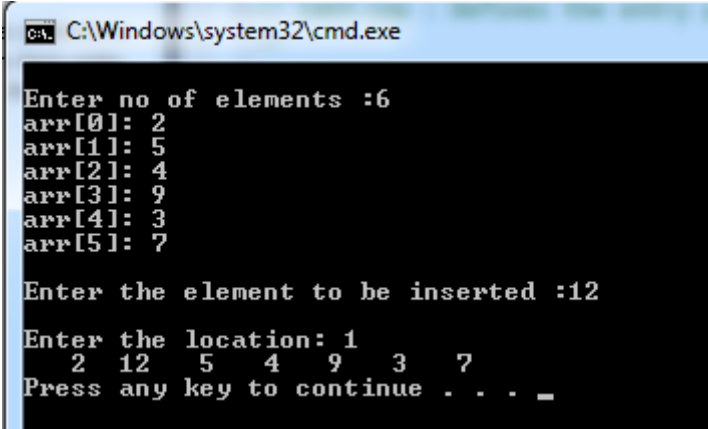 C:\Windows\system32\cmd.exe
Enter no of elements :6
arr[0]: 2
arr[1]: 5
arr[2]: 4
arr[3]: 9
arr[4]: 3
arr[5]: 7
Enter the element to be inserted :12
Enter the location: 1
2 12 5 4 9 3 7
Press any key to continue . . . _